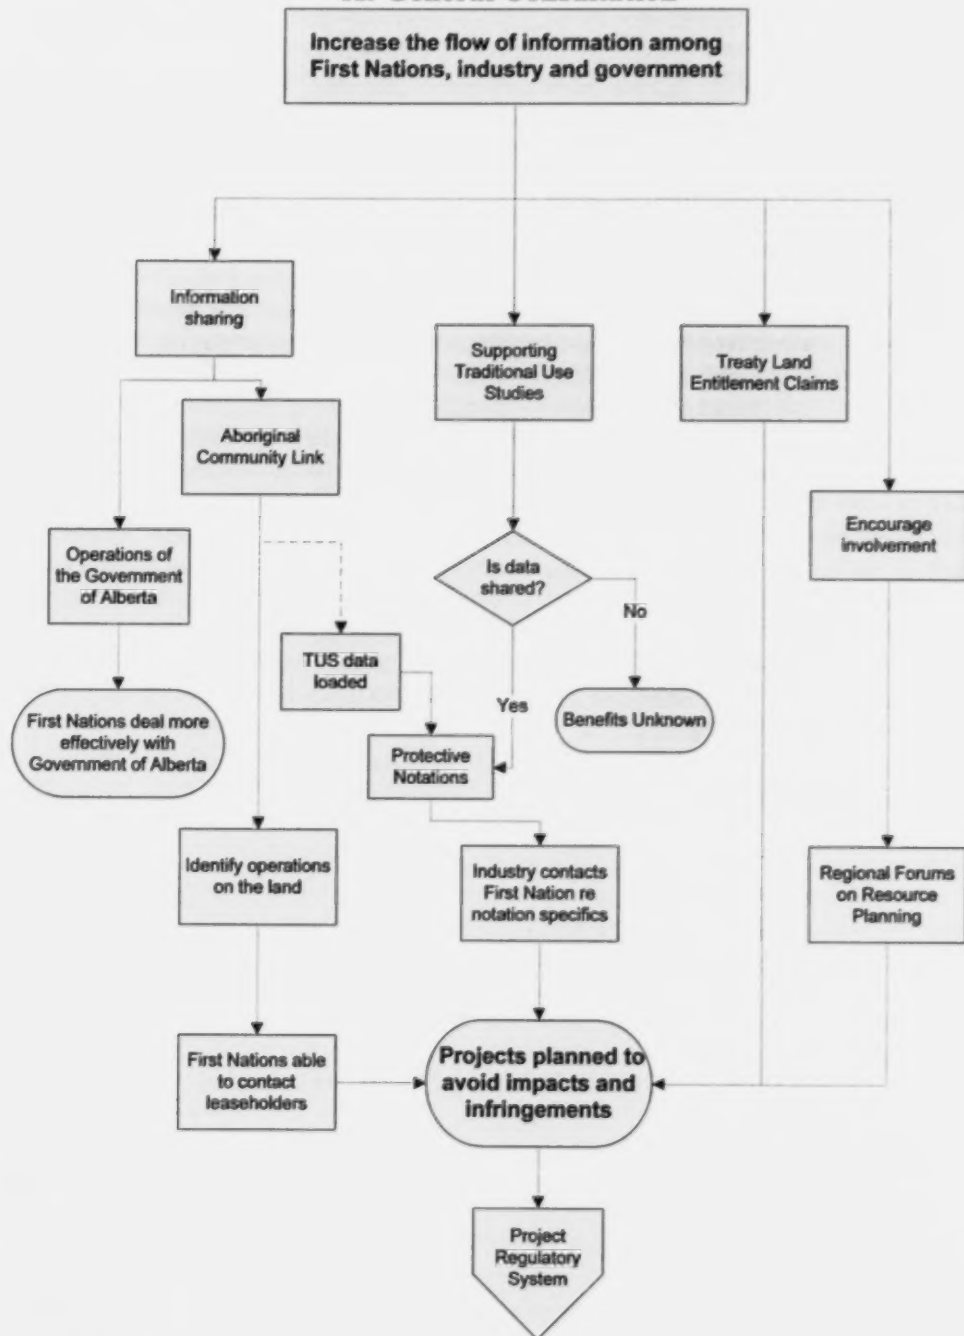 Increase the flow of information among
First Nations, industry and government
Information
sharing
Supporting
Traditional Use
Studies
Treaty Land
Entitlement Claims
Aboriginal
Community Link
Encourage
involvement
Operations of
the Government
of Alberta
Is data
shared?
No
TUS data
loaded
Yes
First Nations deal more
effectively with
Government of Alberta
Benefits Unknown
Protective
Notations
Identify operations
on the land
Industry contacts
First Nation re
notation specifics
Regional Forums
on Resource
Planning
First Nations able
to contact
leaseholders
Projects planned to
avoid impacts and
infringements
Project
Regulatory
System